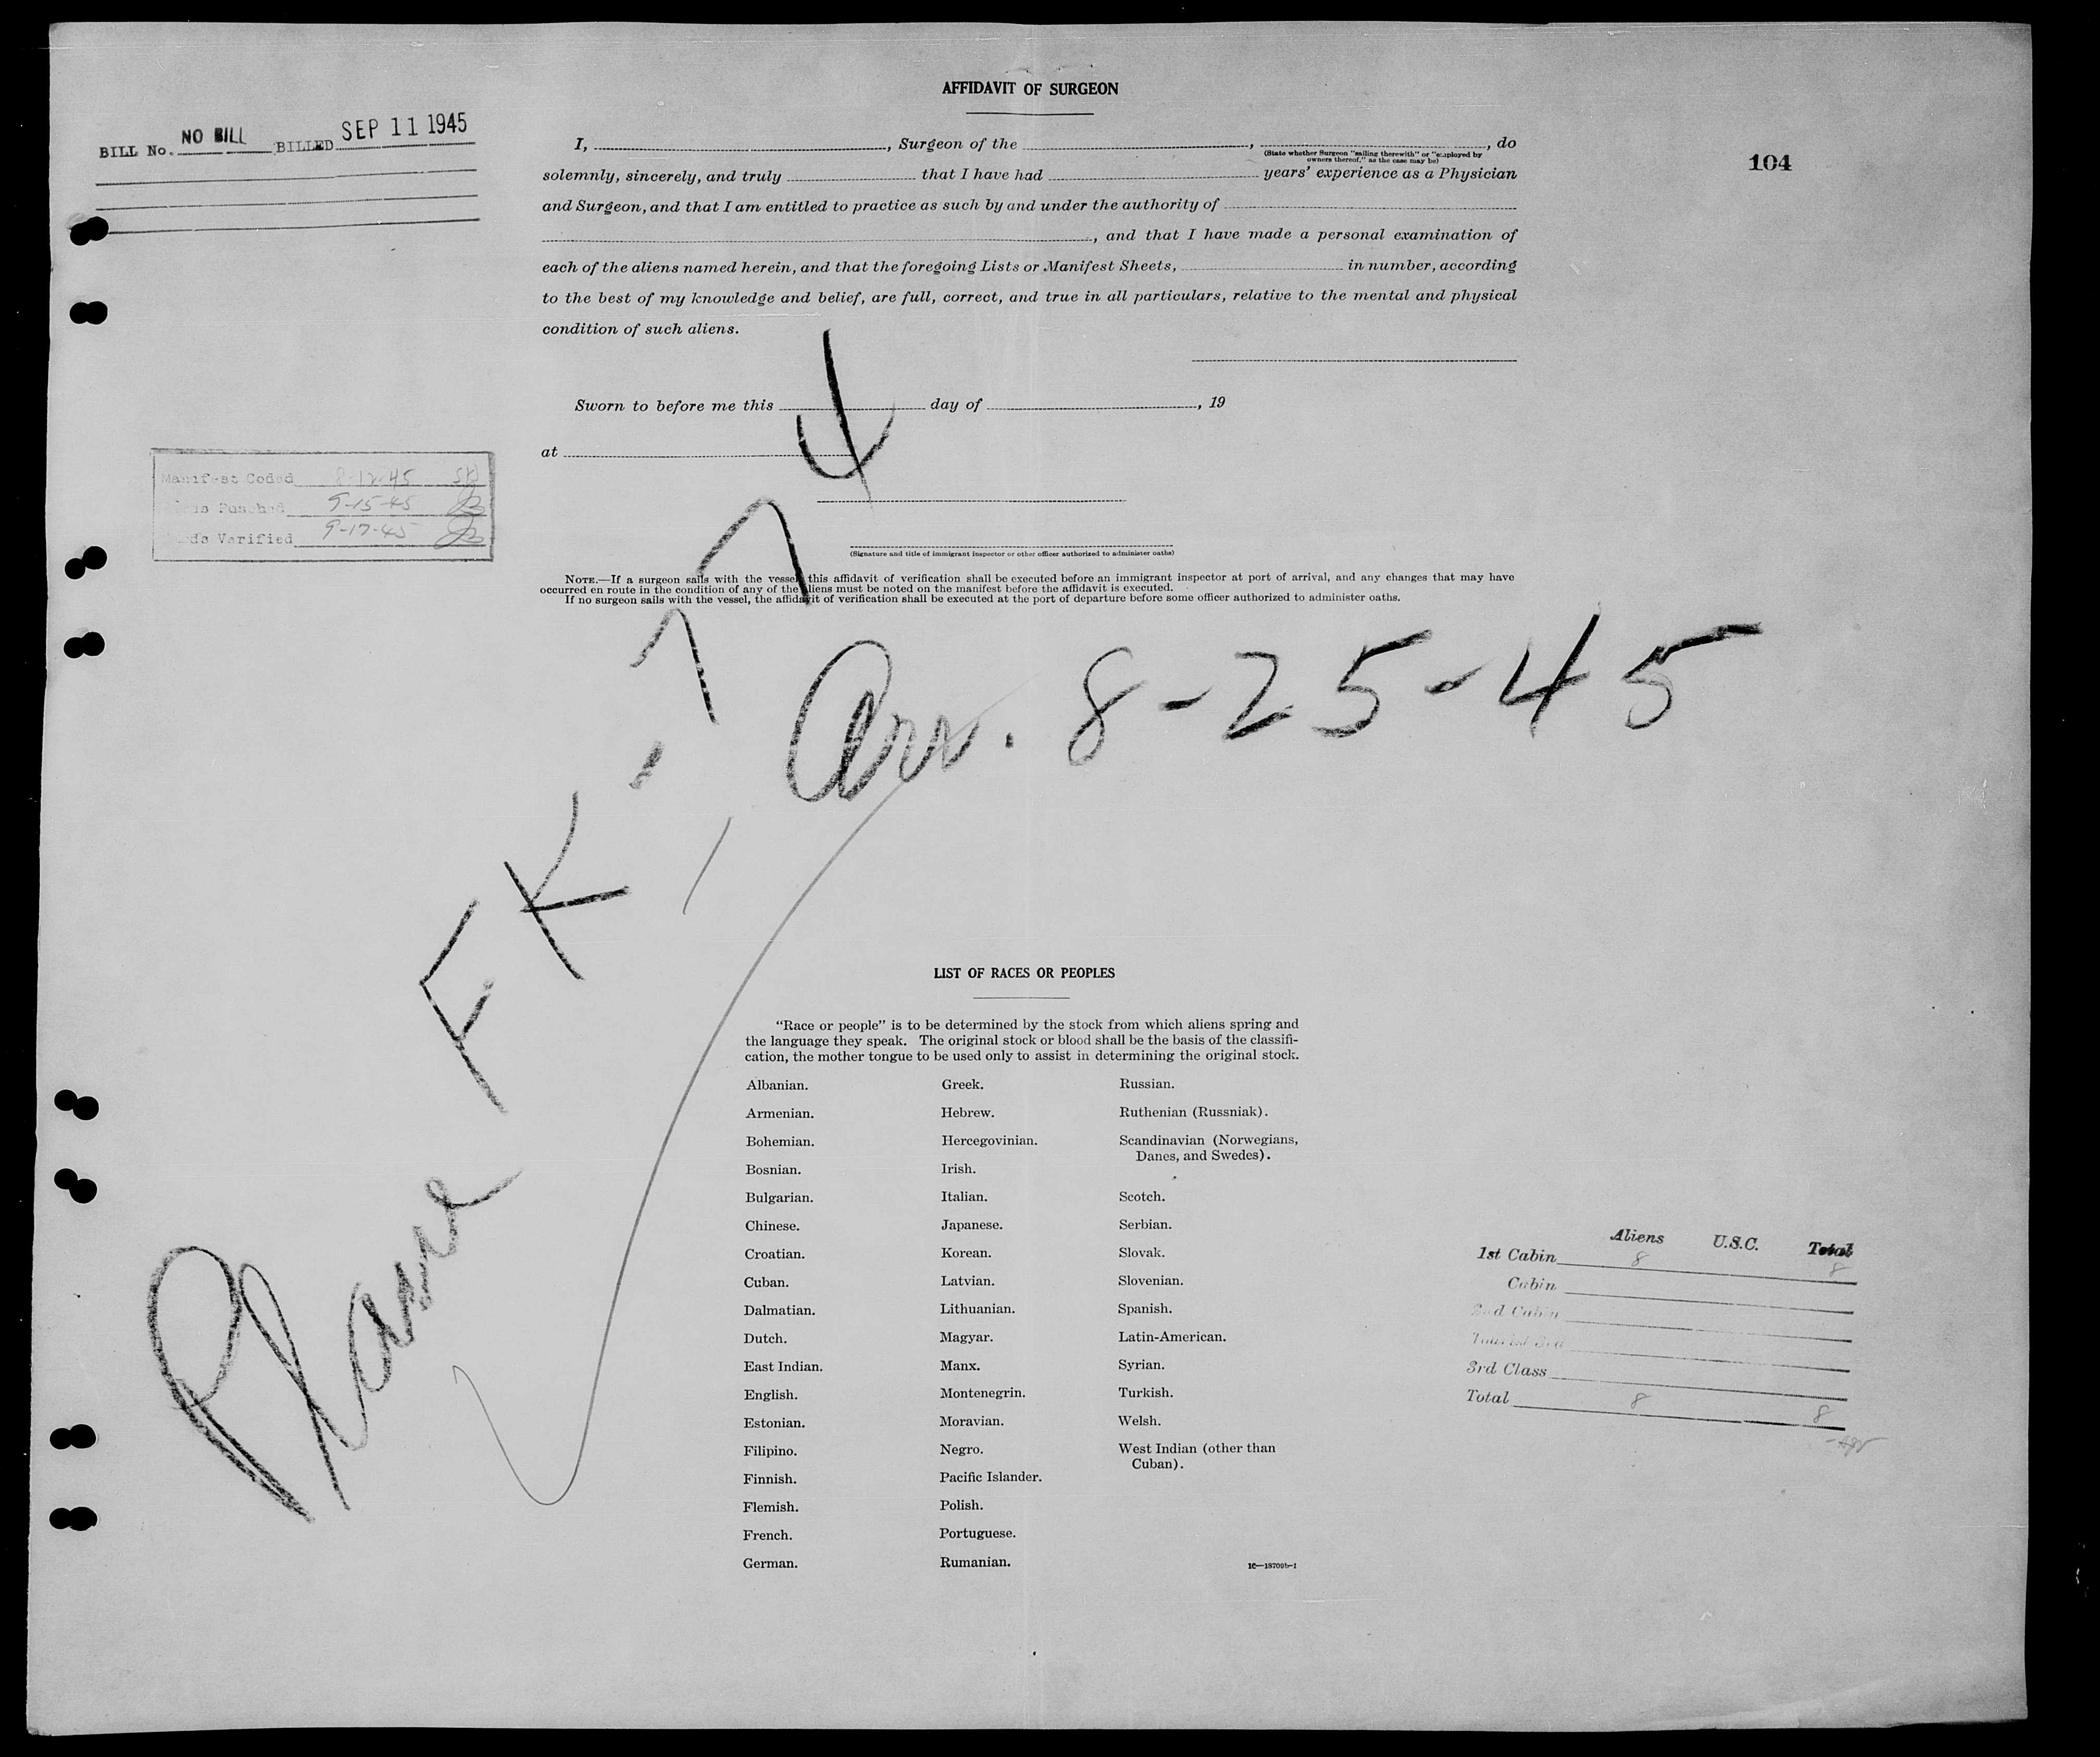 AFFIDAVIT OF SURGEON
BILL No. NO BILL BILLED SEP 11 1945
104
I, , Surgeon of the , , do
(State whether Surgeon "sailing therewith" or "employed by
owners thereof," as the case may be)
solemnly, sincerely, and truly that I have had years' experience as a Physician
and Surgeon, and that I am entitled to practice as such by and under the authority of
, and that I have made a personal examination of
each of the aliens named herein, and that the foregoing Lists or Manifest Sheets, in number, according
to the best of my knowledge and belief, are full, correct, and true in all particulars, relative to the mental and physical
condition of such aliens.
Sworn to before me this day of , 19
at
Manifest Coded 8-12-45
Punched 9-15-45
Verified 9-17-45
(Signature and title of immigrant inspector or other officer authorized to administer oaths)
NOTE.—If a surgeon sails with the vessel, this affidavit of verification shall be executed before an immigrant inspector at port of arrival, and any changes that may have
occurred en route in the condition of any of the aliens must be noted on the manifest before the affidavit is executed.
If no surgeon sails with the vessel, the affidavit of verification shall be executed at the port of departure before some officer authorized to administer oaths.
Plane FK-774
Arr. 8-25-45
LIST OF RACES OR PEOPLES
"Race or people" is to be determined by the stock from which aliens spring and
the language they speak. The original stock or blood shall be the basis of the classifi-
cation, the mother tongue to be used only to assist in determining the original stock.
Albanian.
Armenian.
Bohemian.
Bosnian.
Bulgarian.
Chinese.
Croatian.
Cuban.
Dalmatian.
Dutch.
East Indian.
English.
Estonian.
Filipino.
Finnish.
Flemish.
French.
German.
Greek.
Hebrew.
Hercegovinian.
Irish.
Italian.
Japanese.
Korean.
Latvian.
Lithuanian.
Magyar.
Manx.
Montenegrin.
Moravian.
Negro.
Pacific Islander.
Polish.
Portuguese.
Rumanian.
Russian.
Ruthenian (Russniak).
Scandinavian (Norwegians,
Danes, and Swedes).
Scotch.
Serbian.
Slovak.
Slovenian.
Spanish.
Latin-American.
Syrian.
Turkish.
Welsh.
West Indian (other than
Cuban).
16—18709b-1
Aliens U.S.C. Total
1st Cabin 8 8
Cabin
2nd Cabin
3rd Class
Total 8 8